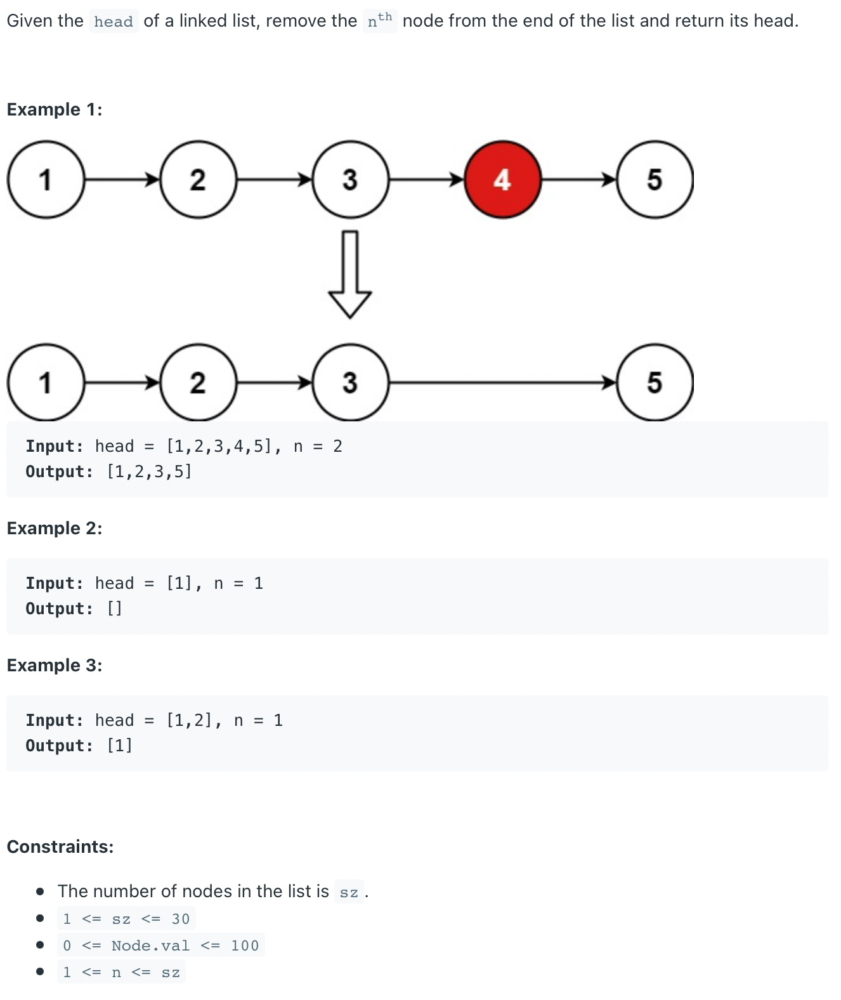 Given the head of a linked list, remove the nth node from the end of the list and return its head.
Example 1:
1 2 3 4 5
1 2 3 5
Input: head = [1,2,3,4,5], n = 2
Output: [1,2,3,5]
Example 2:
Input: head = [1], n = 1
Output: []
Example 3:
Input: head = [1,2], n = 1
Output: [1]
Constraints:
The number of nodes in the list is sz.
1 <= sz <= 30
0 <= Node.val <= 100
1 <= n <= sz